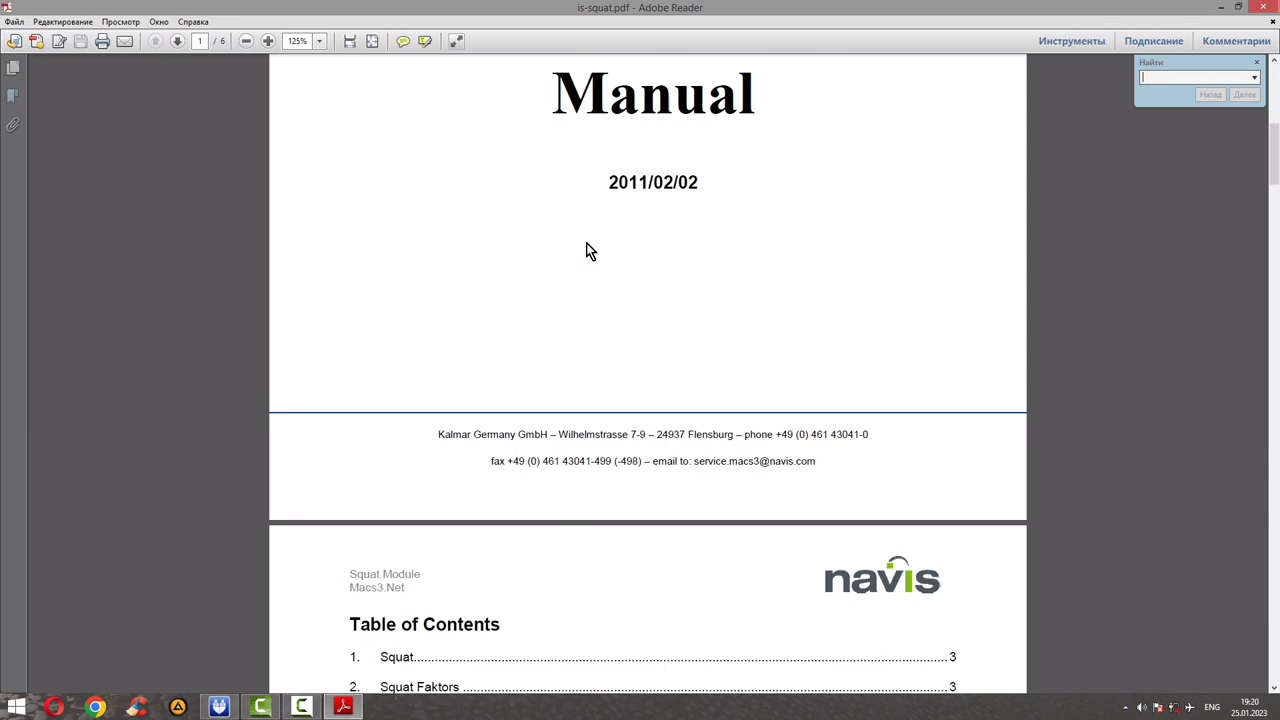 is-squat.pdf - Adobe Reader
Файл Редактирование Просмотр Окно Справка
1 / 6 125% Инструменты Подписание Комментарии
Найти
Назад Далее
Manual
2011/02/02
Kalmar Germany GmbH – Wilhelmstrasse 7-9 – 24937 Flensburg – phone +49 (0) 461 43041-0
fax +49 (0) 461 43041-499 (-498) – email to: service.macs3@navis.com
Squat Module
Macs3.Net
navis
Table of Contents
1. Squat 3
2. Squat Faktors 3
ENG
19:20
25.01.2023